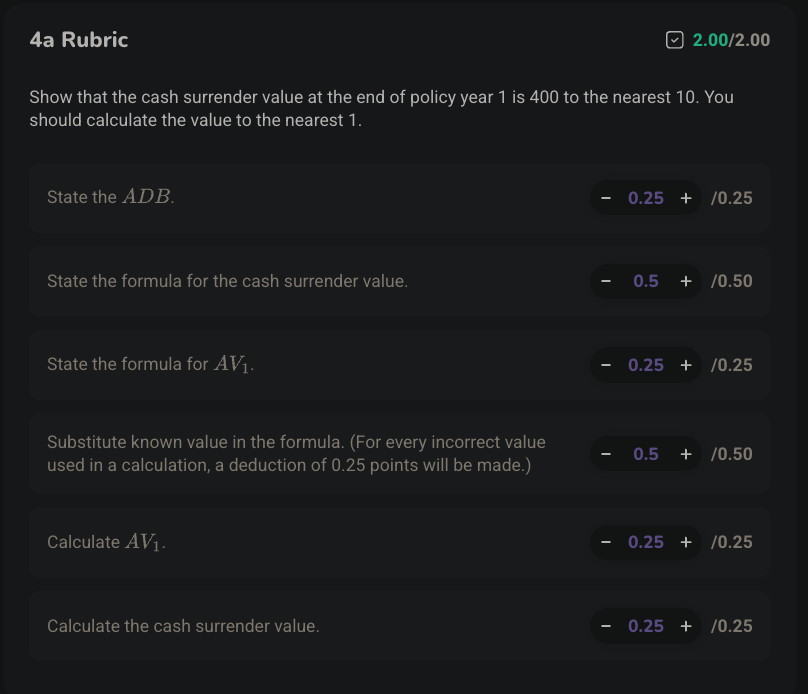 4a Rubric 2.00/2.00
Show that the cash surrender value at the end of policy year 1 is 400 to the nearest 10. You
should calculate the value to the nearest 1.
State the ADB. − 0.25 + /0.25
State the formula for the cash surrender value. − 0.5 + /0.50
State the formula for AV₁. − 0.25 + /0.25
Substitute known value in the formula. (For every incorrect value
used in a calculation, a deduction of 0.25 points will be made.) − 0.5 + /0.50
Calculate AV₁. − 0.25 + /0.25
Calculate the cash surrender value. − 0.25 + /0.25